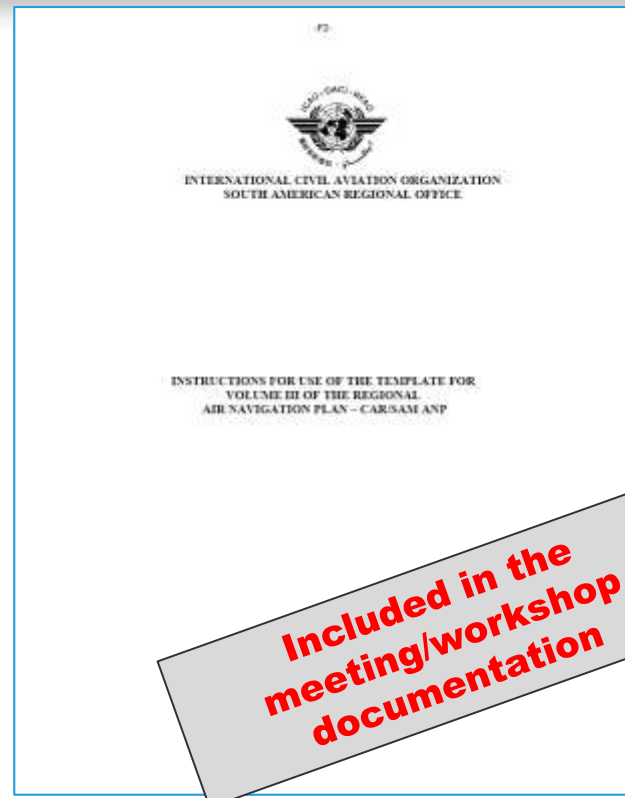 INTERNATIONAL CIVIL AVIATION ORGANIZATION
SOUTH AMERICAN REGIONAL OFFICE
INSTRUCTIONS FOR USE OF THE TEMPLATE FOR
VOLUME III OF THE REGIONAL
AIR NAVIGATION PLAN – CAR/SAM ANP
Included in the
meeting/workshop
documentation